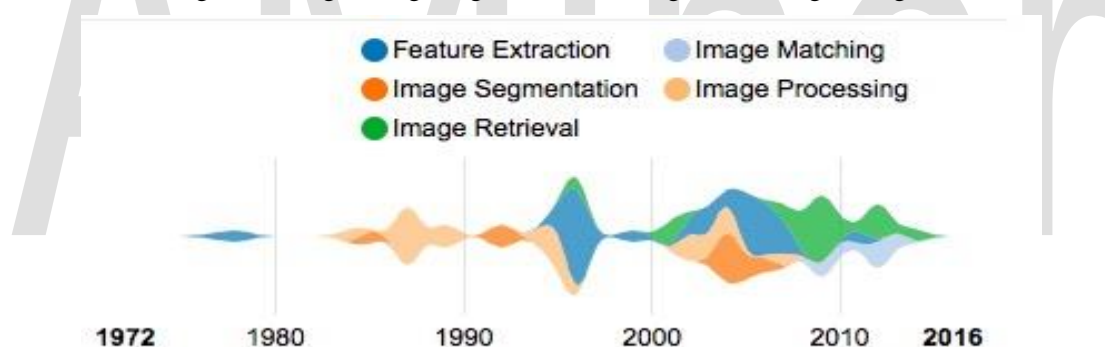 Feature Extraction Image Matching
Image Segmentation Image Processing
Image Retrieval
1972 1980 1990 2000 2010 2016